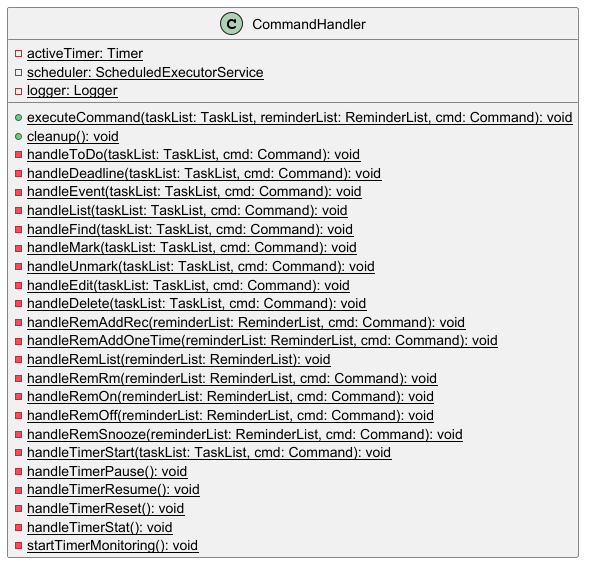 C CommandHandler
activeTimer: Timer
scheduler: ScheduledExecutorService
logger: Logger
executeCommand(taskList: TaskList, reminderList: ReminderList, cmd: Command): void
cleanup(): void
handleToDo(taskList: TaskList, cmd: Command): void
handleDeadline(taskList: TaskList, cmd: Command): void
handleEvent(taskList: TaskList, cmd: Command): void
handleList(taskList: TaskList, cmd: Command): void
handleFind(taskList: TaskList, cmd: Command): void
handleMark(taskList: TaskList, cmd: Command): void
handleUnmark(taskList: TaskList, cmd: Command): void
handleEdit(taskList: TaskList, cmd: Command): void
handleDelete(taskList: TaskList, cmd: Command): void
handleRemAddRec(reminderList: ReminderList, cmd: Command): void
handleRemAddOneTime(reminderList: ReminderList, cmd: Command): void
handleRemList(reminderList: ReminderList): void
handleRemRm(reminderList: ReminderList, cmd: Command): void
handleRemOn(reminderList: ReminderList, cmd: Command): void
handleRemOff(reminderList: ReminderList, cmd: Command): void
handleRemSnooze(reminderList: ReminderList, cmd: Command): void
handleTimerStart(taskList: TaskList, cmd: Command): void
handleTimerPause(): void
handleTimerResume(): void
handleTimerReset(): void
handleTimerStat(): void
startTimerMonitoring(): void